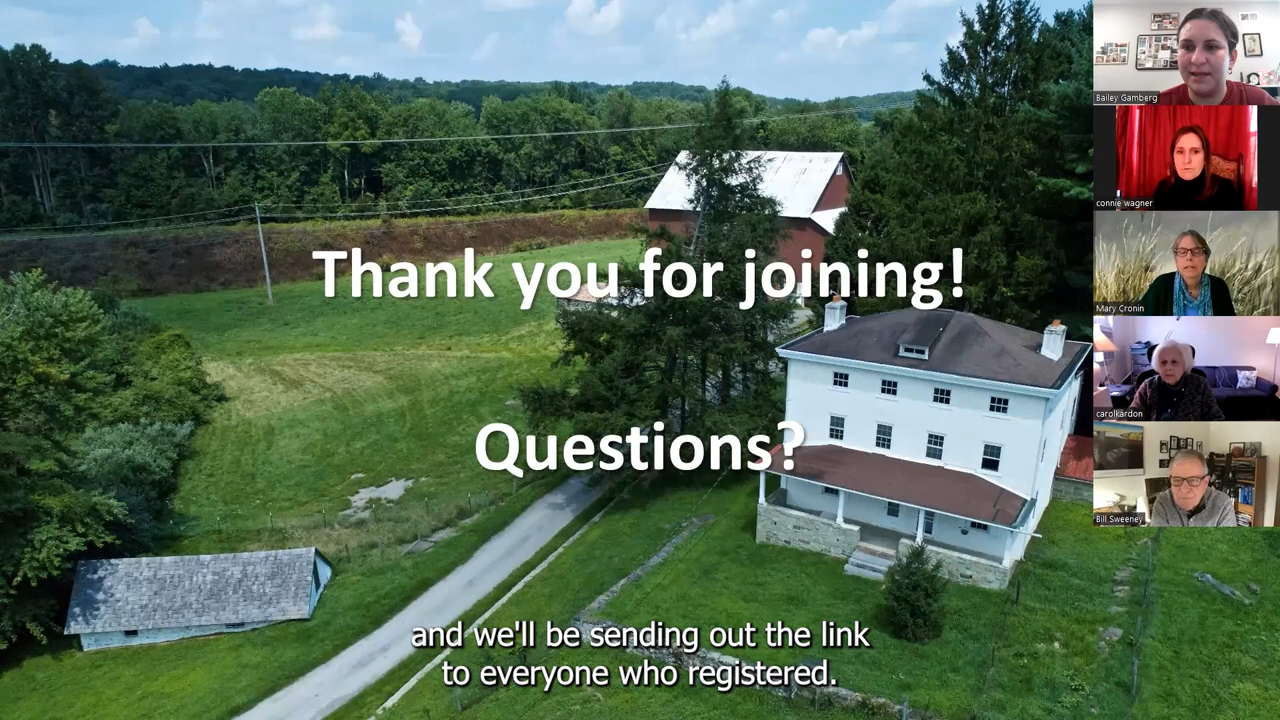 Bailey Gamberg
connie wagner
Mary Cronin
carolkardon
Bill Sweeney
Thank you for joining!
Questions?
and we'll be sending out the link
to everyone who registered.